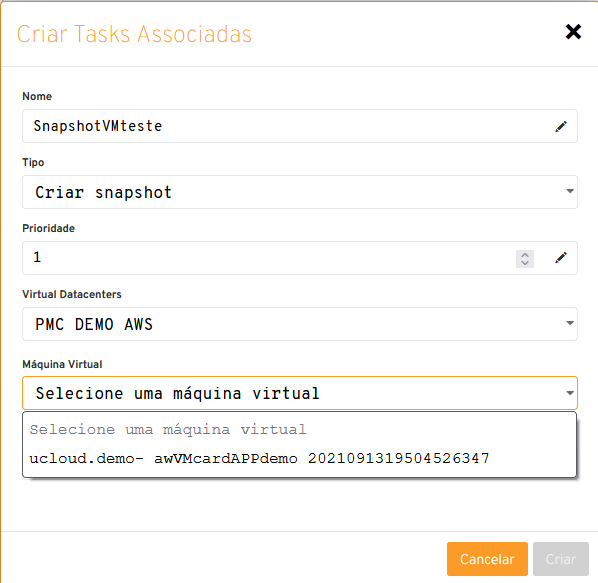 Criar Tasks Associadas
Nome
SnapshotVMteste
Tipo
Criar snapshot
Prioridade
1
Virtual Datacenters
PMC DEMO AWS
Máquina Virtual
Selecione uma máquina virtual
Selecione uma máquina virtual
ucloud.demo- awVMcardAPPdemo 2021091319504526347
Cancelar
Criar